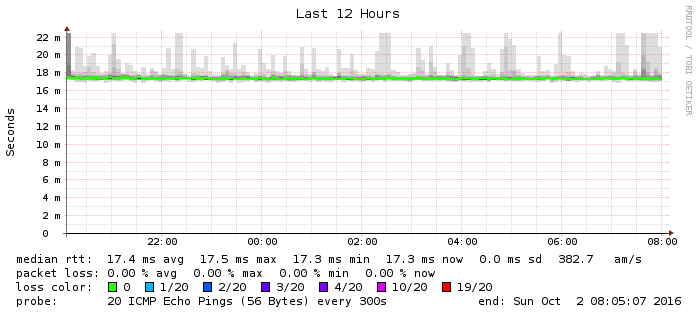 Last 12 Hours
RRDTOOL / TOBI OETIKER
Seconds
22 m
20 m
18 m
16 m
14 m
12 m
10 m
8 m
6 m
4 m
2 m
0
22:00 00:00 02:00 04:00 06:00 08:00
median rtt: 17.4 ms avg 17.5 ms max 17.3 ms min 17.3 ms now 0.0 ms sd 382.7 am/s
packet loss: 0.00 % avg 0.00 % max 0.00 % min 0.00 % now
loss color: 0 1/20 2/20 3/20 4/20 10/20 19/20
probe: 20 ICMP Echo Pings (56 Bytes) every 300s end: Sun Oct 2 08:05:07 2016